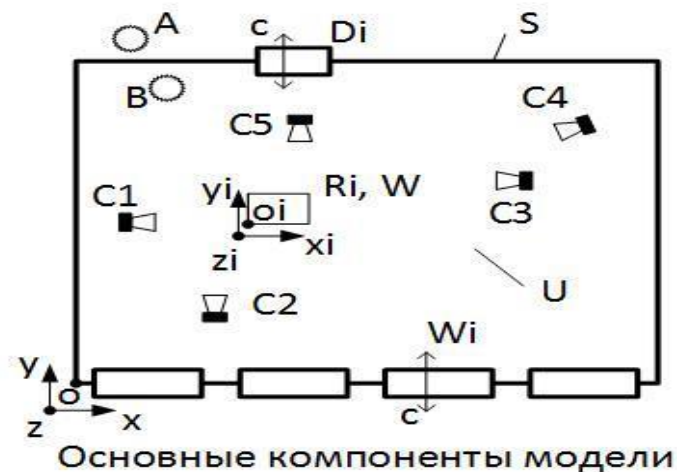 A
c
Di
S
B
C5
C4
C1
yi
Ri, W
oi
C3
zi
xi
C2
U
Wi
y
o
x
z
c
Основные компоненты модели